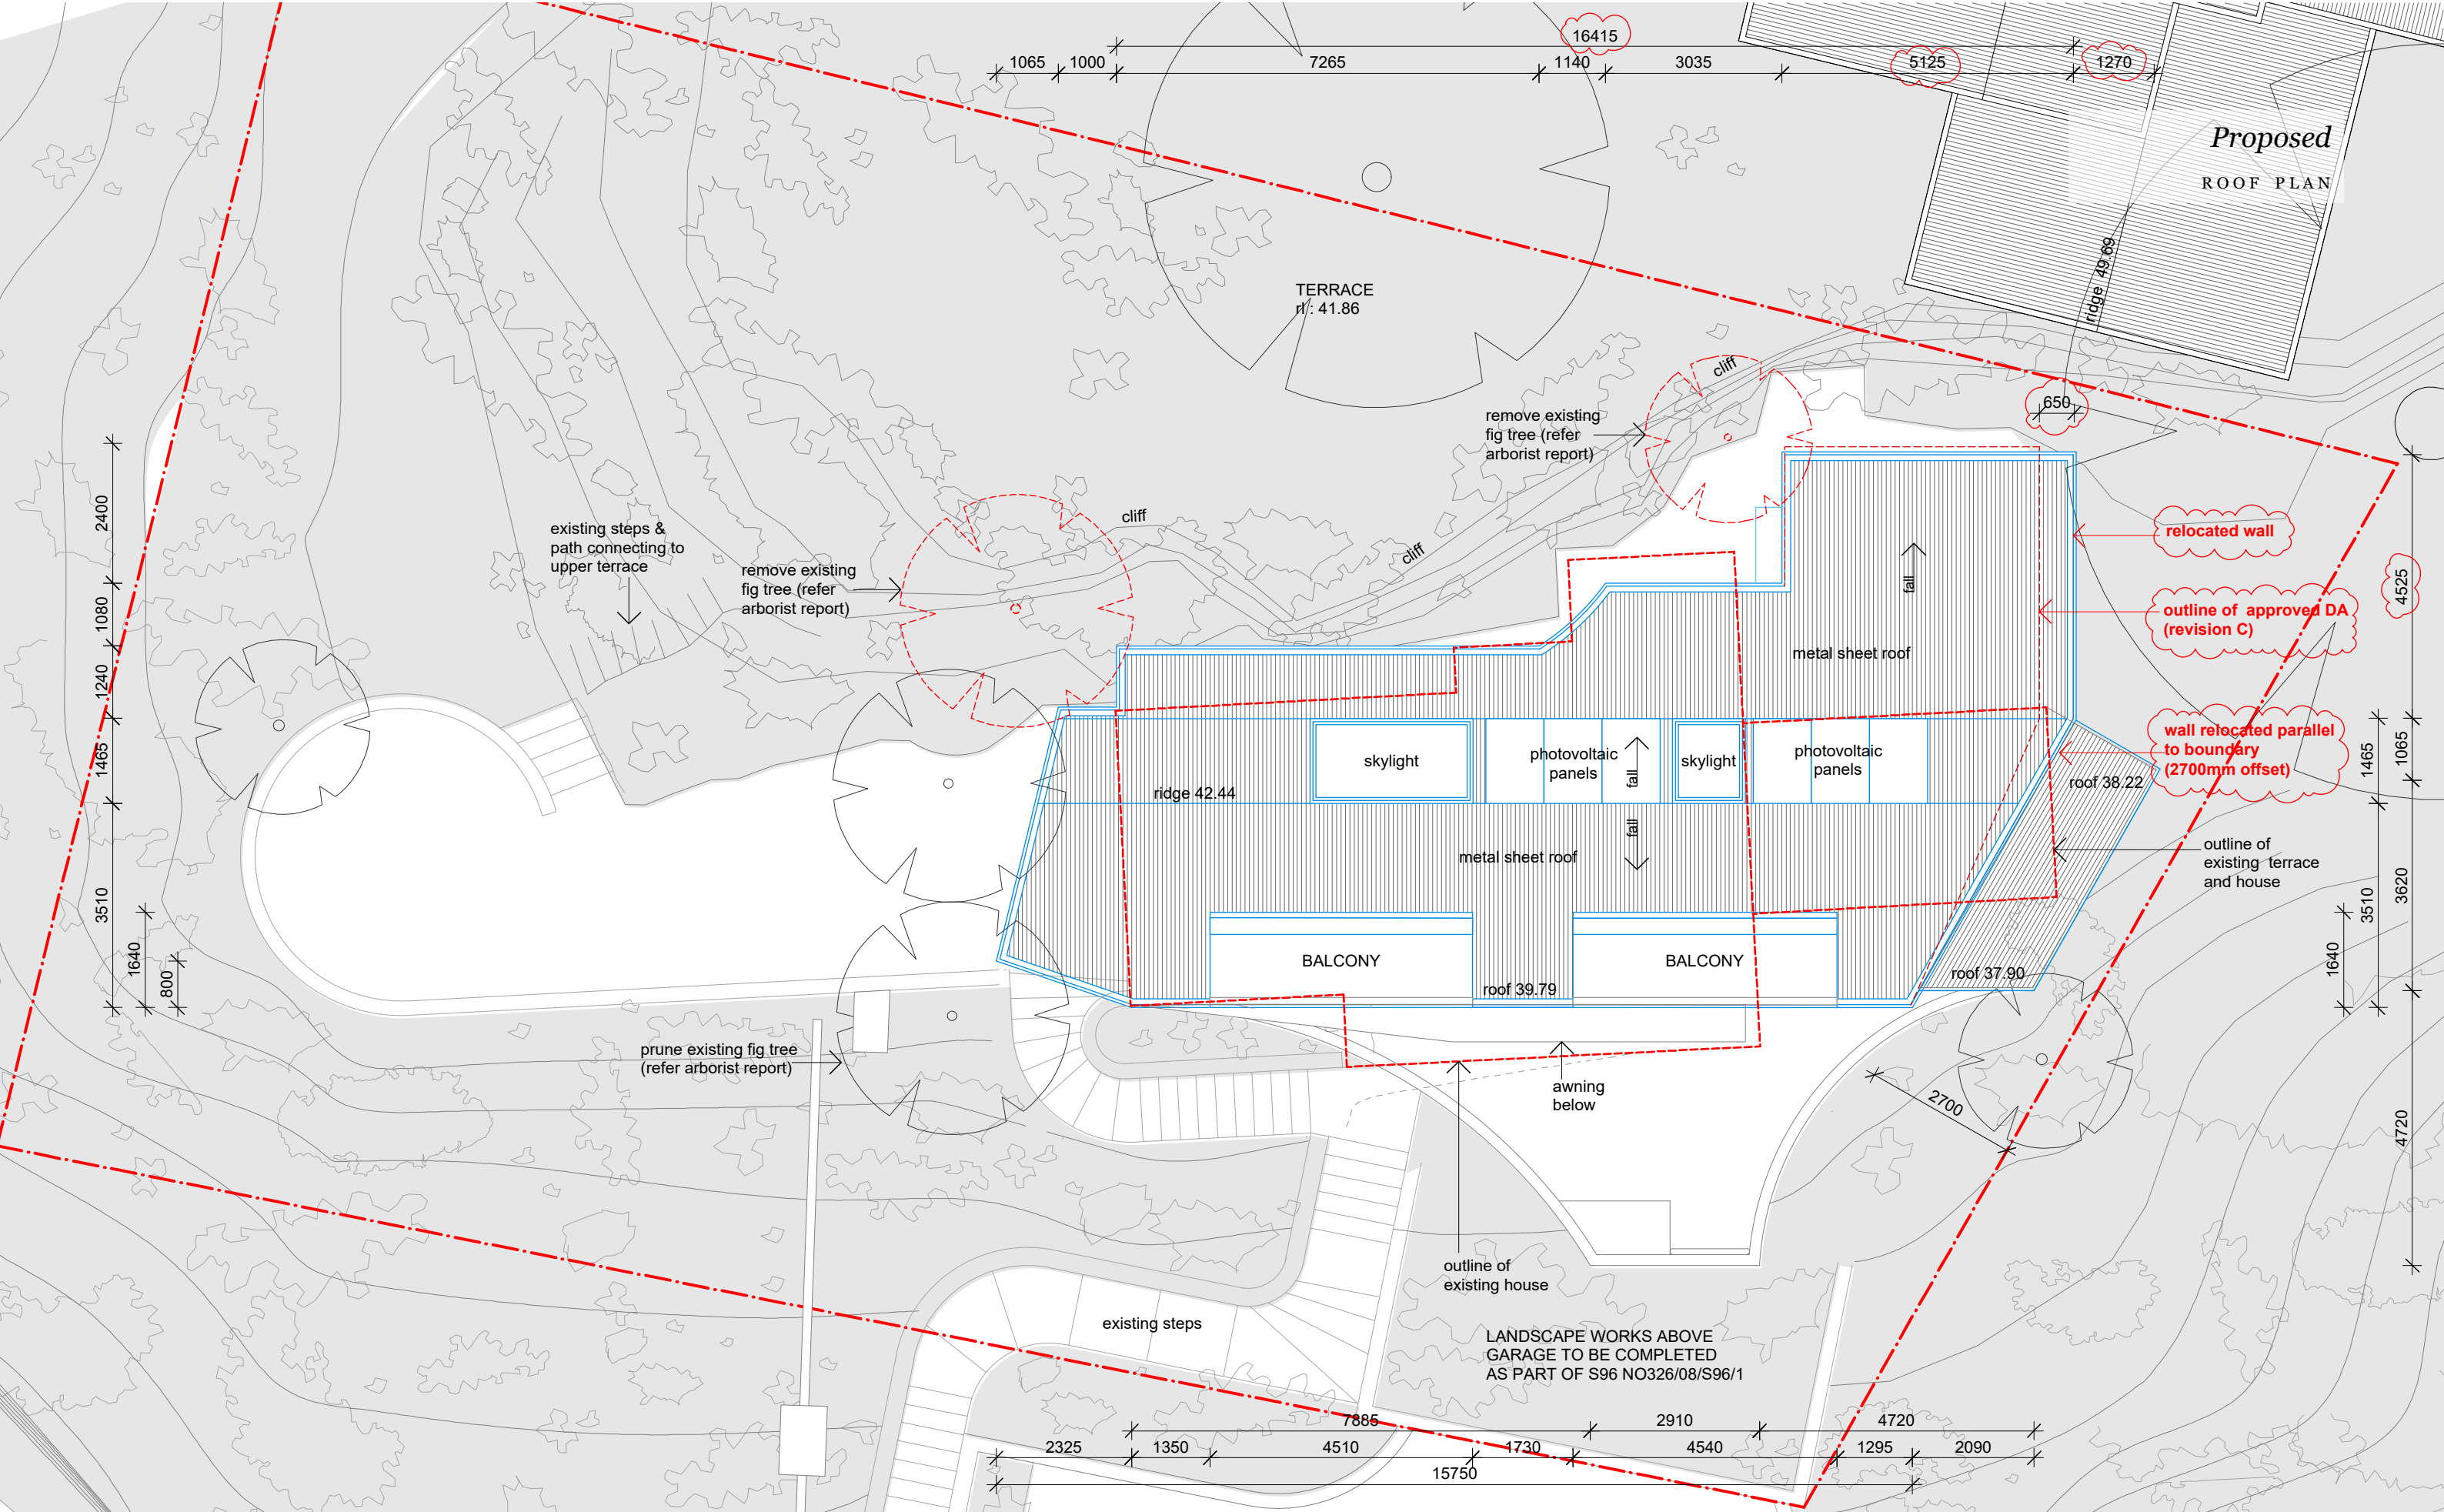 16415
1065 1000 7265 1140 3035 5125 1270
Proposed
ROOF PLAN
ridge 49.69
TERRACE
rl : 41.86
cliff
650
remove existing
fig tree (refer
arborist report)
cliff
cliff
existing steps &
path connecting to
upper terrace
remove existing
fig tree (refer
arborist report)
relocated wall
outline of approved DA
(revision C)
wall relocated parallel
to boundary
(2700mm offset)
fall
metal sheet roof
skylight
photovoltaic
panels
fall
skylight
photovoltaic
panels
ridge 42.44
roof 38.22
fall
metal sheet roof
outline of
existing terrace
and house
BALCONY
BALCONY
roof 39.79
roof 37.90
prune existing fig tree
(refer arborist report)
awning
below
2700
outline of
existing house
existing steps
LANDSCAPE WORKS ABOVE
GARAGE TO BE COMPLETED
AS PART OF S96 NO326/08/S96/1
2400
1080
1240
1465
3510
1640
800
4525
1465
1065
3510
3620
1640
4720
7885 2910 4720
2325 1350 4510 1730 4540 1295 2090
15750